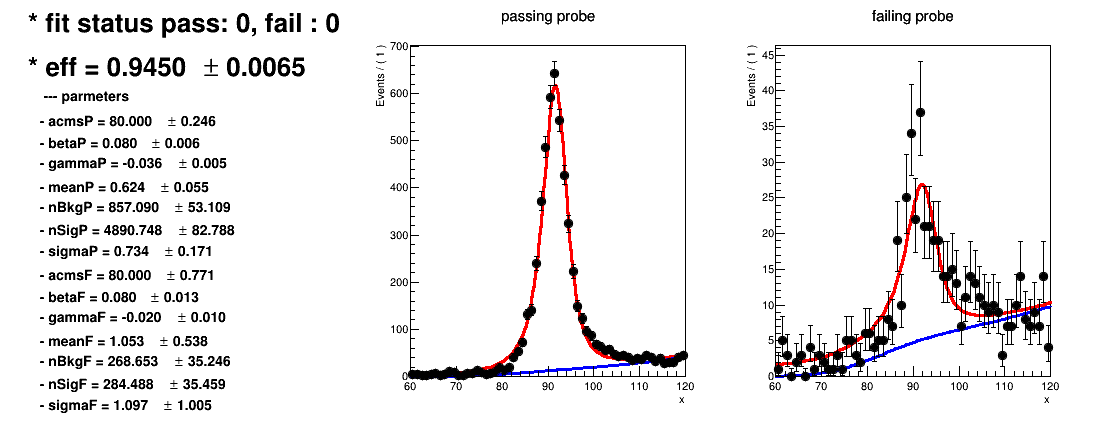 * fit status pass: 0, fail : 0
* eff = 0.9450 ± 0.0065
--- parmeters
- acmsP = 80.000 ± 0.246
- betaP = 0.080 ± 0.006
- gammaP = -0.036 ± 0.005
- meanP = 0.624 ± 0.055
- nBkgP = 857.090 ± 53.109
- nSigP = 4890.748 ± 82.788
- sigmaP = 0.734 ± 0.171
- acmsF = 80.000 ± 0.771
- betaF = 0.080 ± 0.013
- gammaF = -0.020 ± 0.010
- meanF = 1.053 ± 0.538
- nBkgF = 268.653 ± 35.246
- nSigF = 284.488 ± 35.459
- sigmaF = 1.097 ± 1.005
passing probe
Events / ( 1 )
700
600
500
400
300
200
100
0
60 70 80 90 100 110 120
x
failing probe
Events / ( 1 )
45
40
35
30
25
20
15
10
5
0
60 70 80 90 100 110 120
x